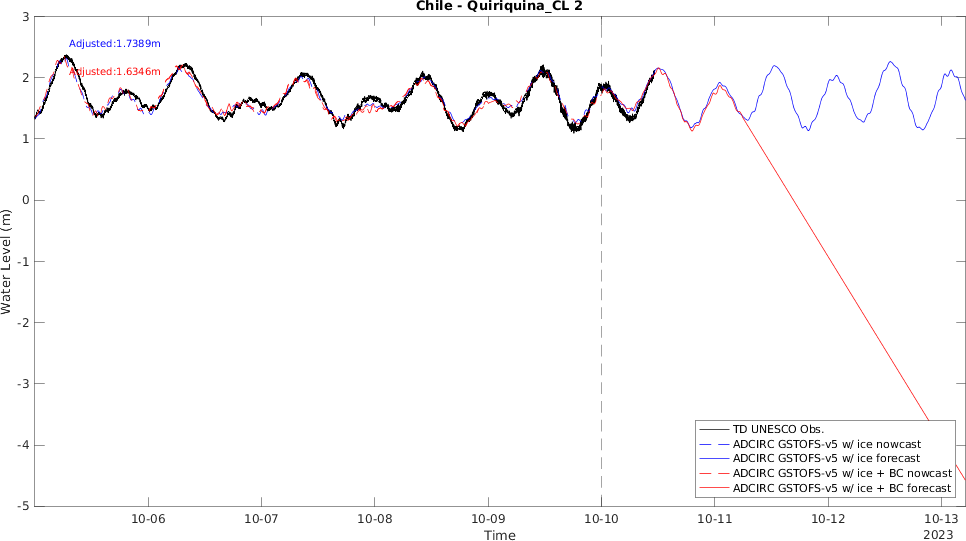 Chile - Quiriquina_CL 2
Adjusted:1.7389m
Adjusted:1.6346m
3
2
1
0
-1
-2
-3
-4
-5
Water Level (m)
TD UNESCO Obs.
ADCIRC GSTOFS-v5 w/ ice nowcast
ADCIRC GSTOFS-v5 w/ ice forecast
ADCIRC GSTOFS-v5 w/ ice + BC nowcast
ADCIRC GSTOFS-v5 w/ ice + BC forecast
10-06 10-07 10-08 10-09 10-10 10-11 10-12 10-13
Time
2023